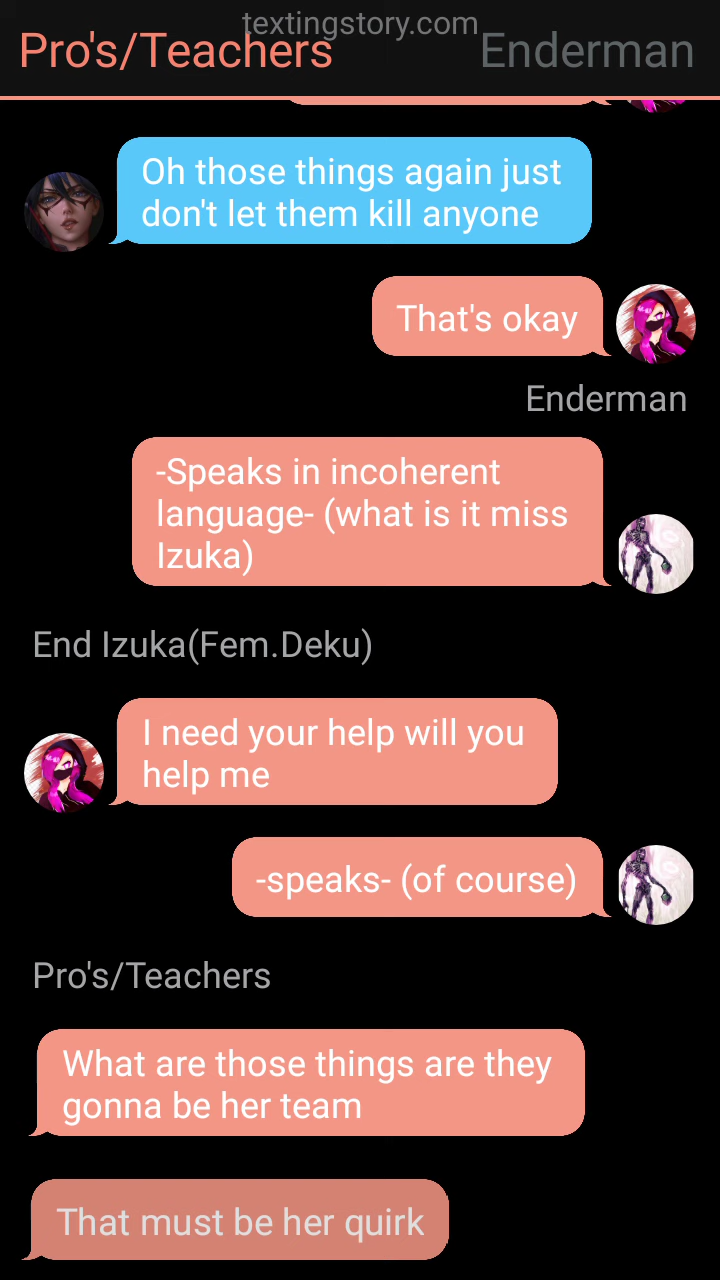 textingstory.com
Pro's/Teachers
Enderman
Oh those things again just
don't let them kill anyone
That's okay
Enderman
-Speaks in incoherent
language- (what is it miss
Izuka)
End Izuka(Fem.Deku)
I need your help will you
help me
-speaks- (of course)
Pro's/Teachers
What are those things are they
gonna be her team
That must be her quirk